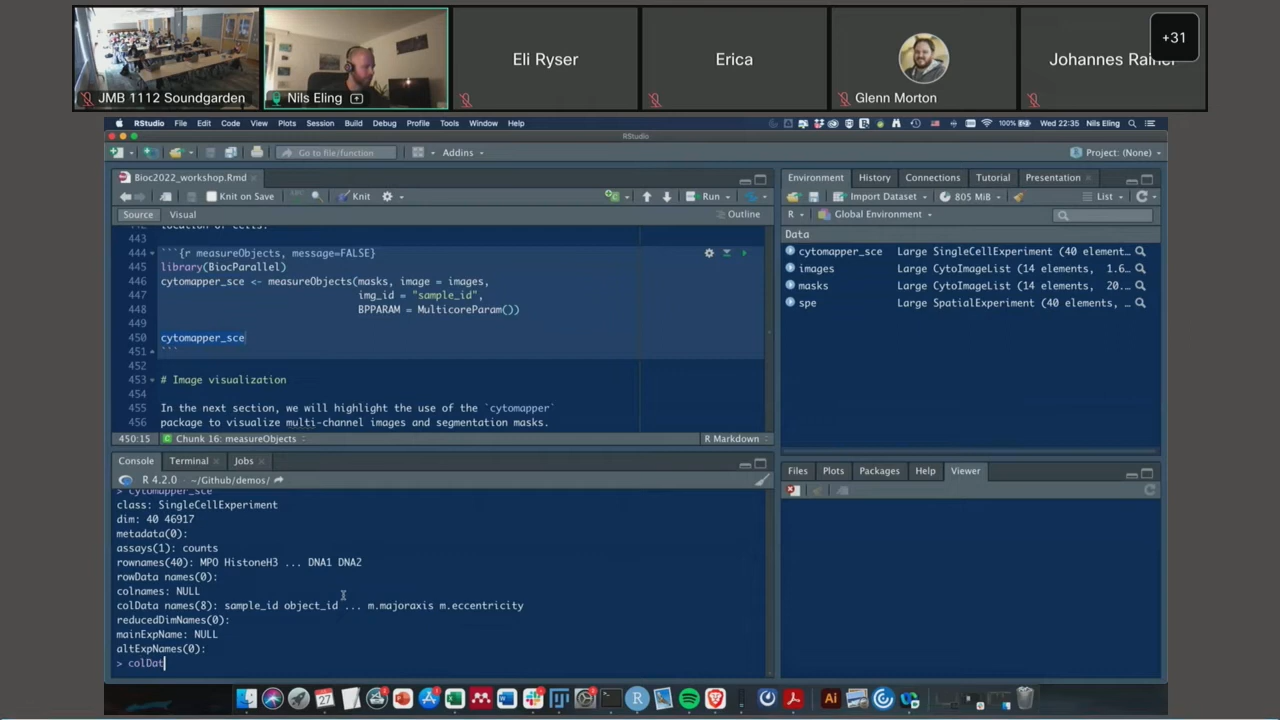 JMB 1112 Soundgarden
Nils Eling
Eli Ryser
Erica
Glenn Morton
Johannes Rainer
+31
RStudio File Edit Code View Plots Session Build Debug Profile Tools Window Help
100% Wed 22:35 Nils Eling
RStudio
Go to file/function
Addins
Project: (None)
Bioc2022_workshop.Rmd
Knit on Save
Knit
Run
Source Visual
Outline
442 location of cells.
443
444 ```{r measureObjects, message=FALSE}
445 library(BiocParallel)
446 cytomapper_sce <- measureObjects(masks, image = images,
447 img_id = "sample_id",
448 BPPARAM = MulticoreParam())
449
450 cytomapper_sce
451 ```
452
453 # Image visualization
454
455 In the next section, we will highlight the use of the `cytomapper`
456 package to visualize multi-channel images and segmentation masks.
450:15 Chunk 16: measureObjects R Markdown
Console Terminal Jobs
R 4.2.0 · ~/Github/demos/
> cytomapper_sce
class: SingleCellExperiment
dim: 40 46917
metadata(0):
assays(1): counts
rownames(40): MPO HistoneH3 ... DNA1 DNA2
rowData names(0):
colnames: NULL
colData names(8): sample_id object_id ... m.majoraxis m.eccentricity
reducedDimNames(0):
mainExpName: NULL
altExpNames(0):
> colDat
Environment History Connections Tutorial Presentation
Import Dataset 805 MiB List
R Global Environment
Data
cytomapper_sce Large SingleCellExperiment (40 element…
images Large CytoImageList (14 elements, 1.6…
masks Large CytoImageList (14 elements, 20.…
spe Large SpatialExperiment (40 elements, …
Files Plots Packages Help Viewer